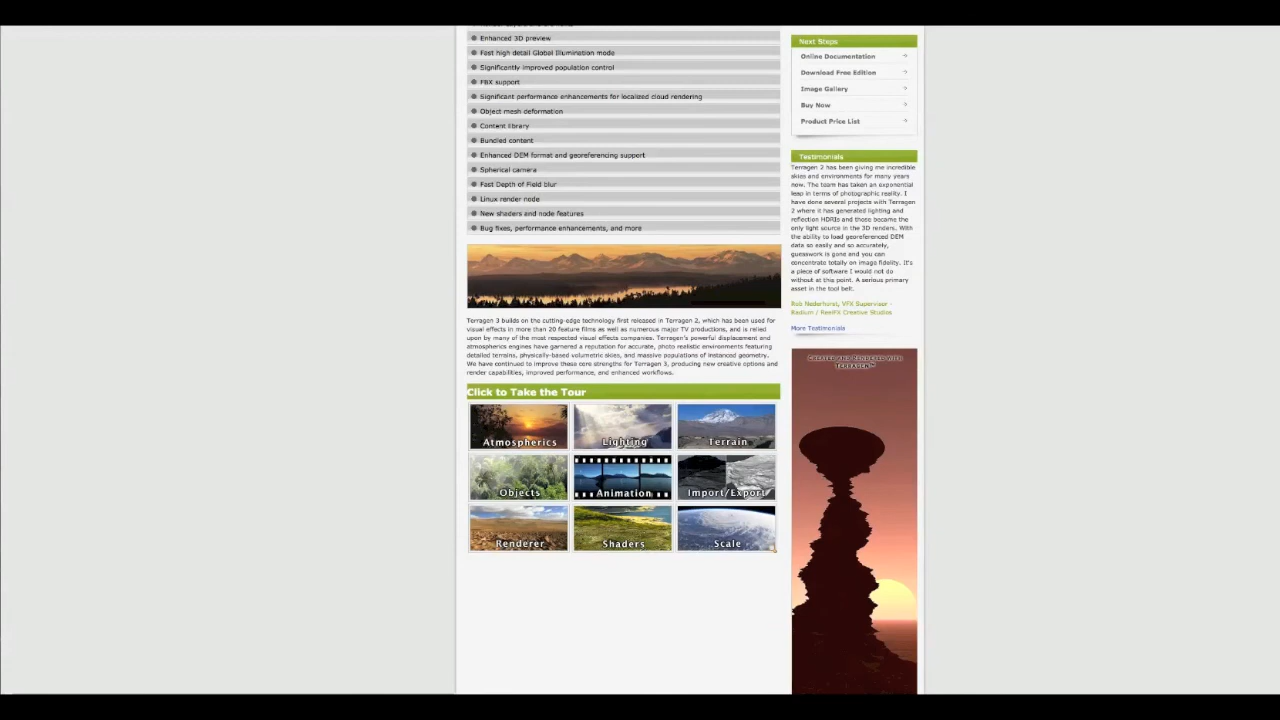 Enhanced 3D preview
Fast high detail Global Illumination mode
Significantly improved population control
FBX support
Significant performance enhancements for localized cloud rendering
Object mesh deformation
Content library
Bundled content
Enhanced DEM format and georeferencing support
Spherical camera
Fast Depth of Field blur
Linux render node
New shaders and node features
Bug fixes, performance enhancements, and more
Terragen 3 builds on the cutting-edge technology first released in Terragen 2, which has been used for
visual effects in more than 20 feature films as well as numerous major TV productions, and is relied
upon by many of the most respected visual effects companies. Terragen's powerful displacement and
atmospherics engines have garnered a reputation for accurate, photo realistic environments featuring
detailed terrains, physically-based volumetric skies, and massive populations of instanced geometry.
We have continued to improve these core strengths for Terragen 3, producing new creative options and
render capabilities, improved performance, and enhanced workflows.
Click to Take the Tour
Atmospherics
Lighting
Terrain
Objects
Animation
Import/Export
Renderer
Shaders
Scale
Next Steps
Online Documentation
Download Free Edition
Image Gallery
Buy Now
Product Price List
Testimonials
Terragen 2 has been giving me incredible
skies and environments for many years
now. The team has taken an exponential
leap in terms of photographic reality. I
have done several projects with Terragen
2 where it has generated lighting and
reflection HDRIs and those became the
only light source in the 3D renders. With
the ability to load georeferenced DEM
data so easily and so accurately,
guesswork is gone and you can
concentrate totally on image fidelity. It's
a piece of software I would not do
without at this point. A serious primary
asset in the tool belt.
Rob Nederhorst, VFX Supervisor -
Radium / ReelFX Creative Studios
More Testimonials
CREATED AND RENDERED WITH
TERRAGEN™